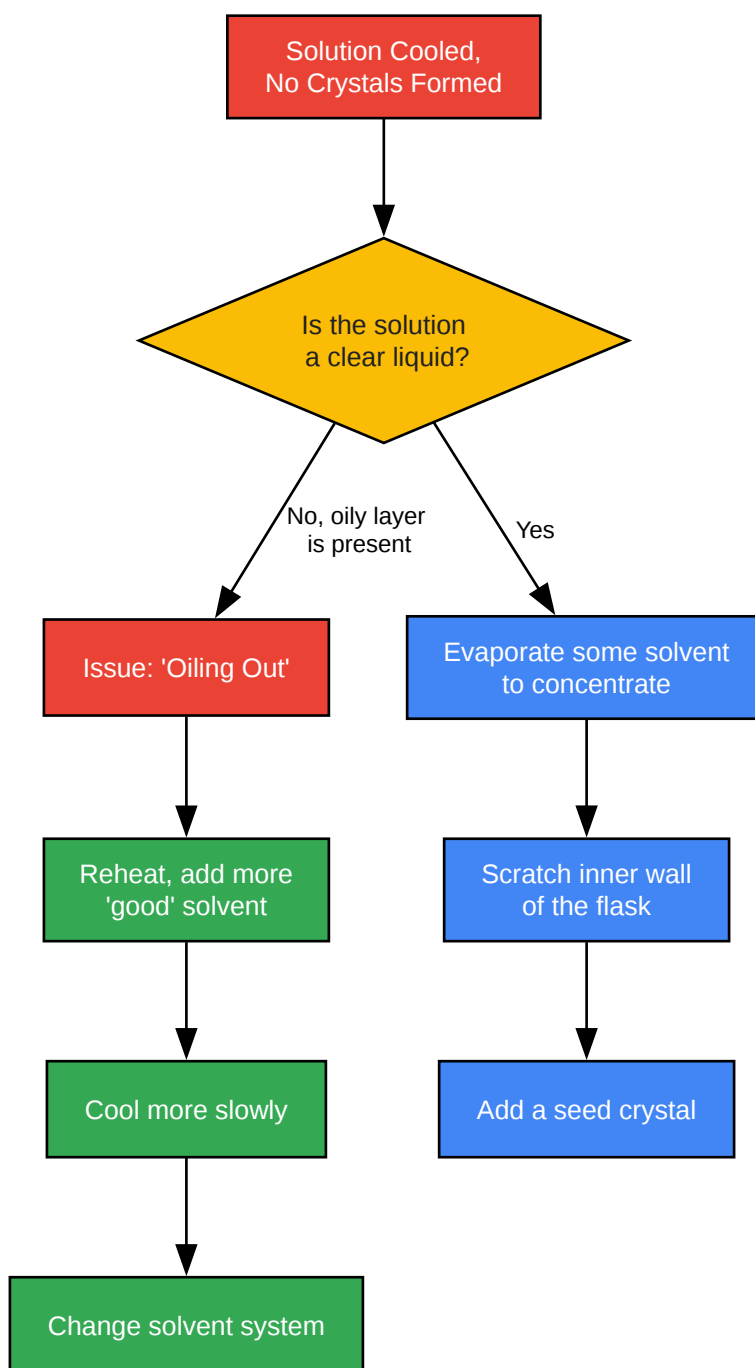 Solution Cooled,
No Crystals Formed
Is the solution
a clear liquid?
No, oily layer
is present
Yes
Issue: 'Oiling Out'
Evaporate some solvent
to concentrate
Reheat, add more
'good' solvent
Scratch inner wall
of the flask
Cool more slowly
Add a seed crystal
Change solvent system